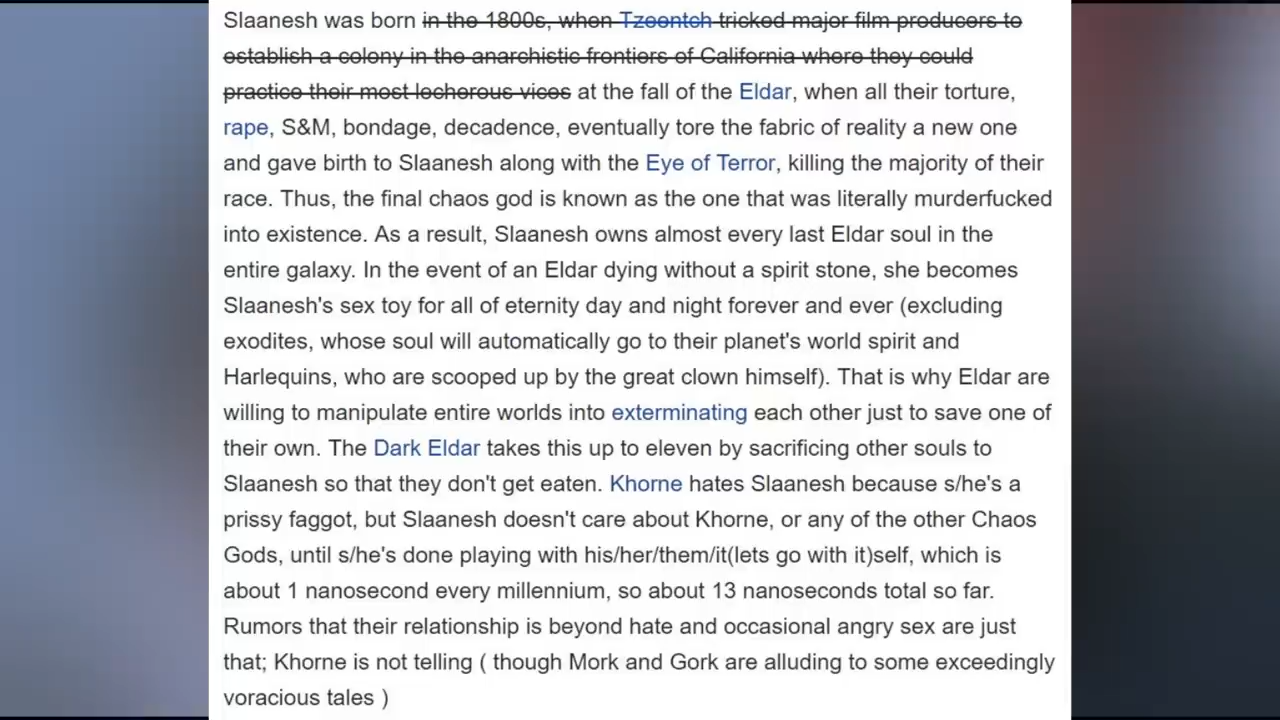 Slaanesh was born in the 1800s, when Tzeentch tricked major film producers to
establish a colony in the anarchistic frontiers of California where they could
practice their most lecherous vices at the fall of the Eldar, when all their torture,
rape, S&M, bondage, decadence, eventually tore the fabric of reality a new one
and gave birth to Slaanesh along with the Eye of Terror, killing the majority of their
race. Thus, the final chaos god is known as the one that was literally murderfucked
into existence. As a result, Slaanesh owns almost every last Eldar soul in the
entire galaxy. In the event of an Eldar dying without a spirit stone, she becomes
Slaanesh's sex toy for all of eternity day and night forever and ever (excluding
exodites, whose soul will automatically go to their planet's world spirit and
Harlequins, who are scooped up by the great clown himself). That is why Eldar are
willing to manipulate entire worlds into exterminating each other just to save one of
their own. The Dark Eldar takes this up to eleven by sacrificing other souls to
Slaanesh so that they don't get eaten. Khorne hates Slaanesh because s/he's a
prissy faggot, but Slaanesh doesn't care about Khorne, or any of the other Chaos
Gods, until s/he's done playing with his/her/them/it(lets go with it)self, which is
about 1 nanosecond every millennium, so about 13 nanoseconds total so far.
Rumors that their relationship is beyond hate and occasional angry sex are just
that; Khorne is not telling ( though Mork and Gork are alluding to some exceedingly
voracious tales )